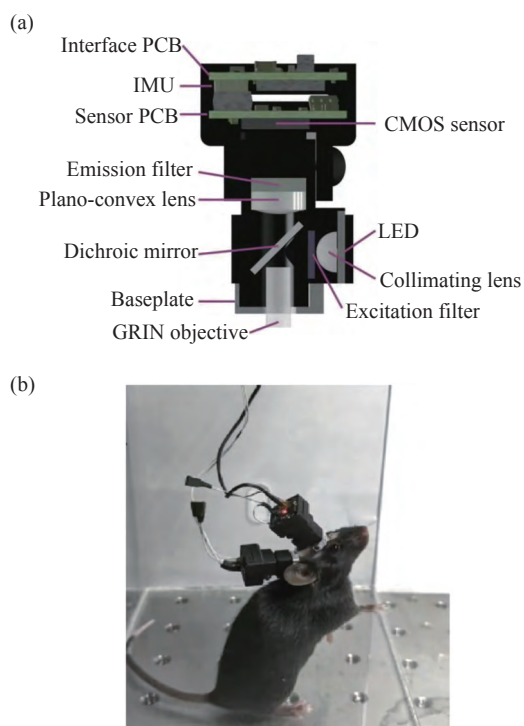 (a)
Interface PCB
IMU
Sensor PCB
CMOS sensor
Emission filter
Plano-convex lens
LED
Dichroic mirror
Collimating lens
Baseplate
Excitation filter
GRIN objective
(b)